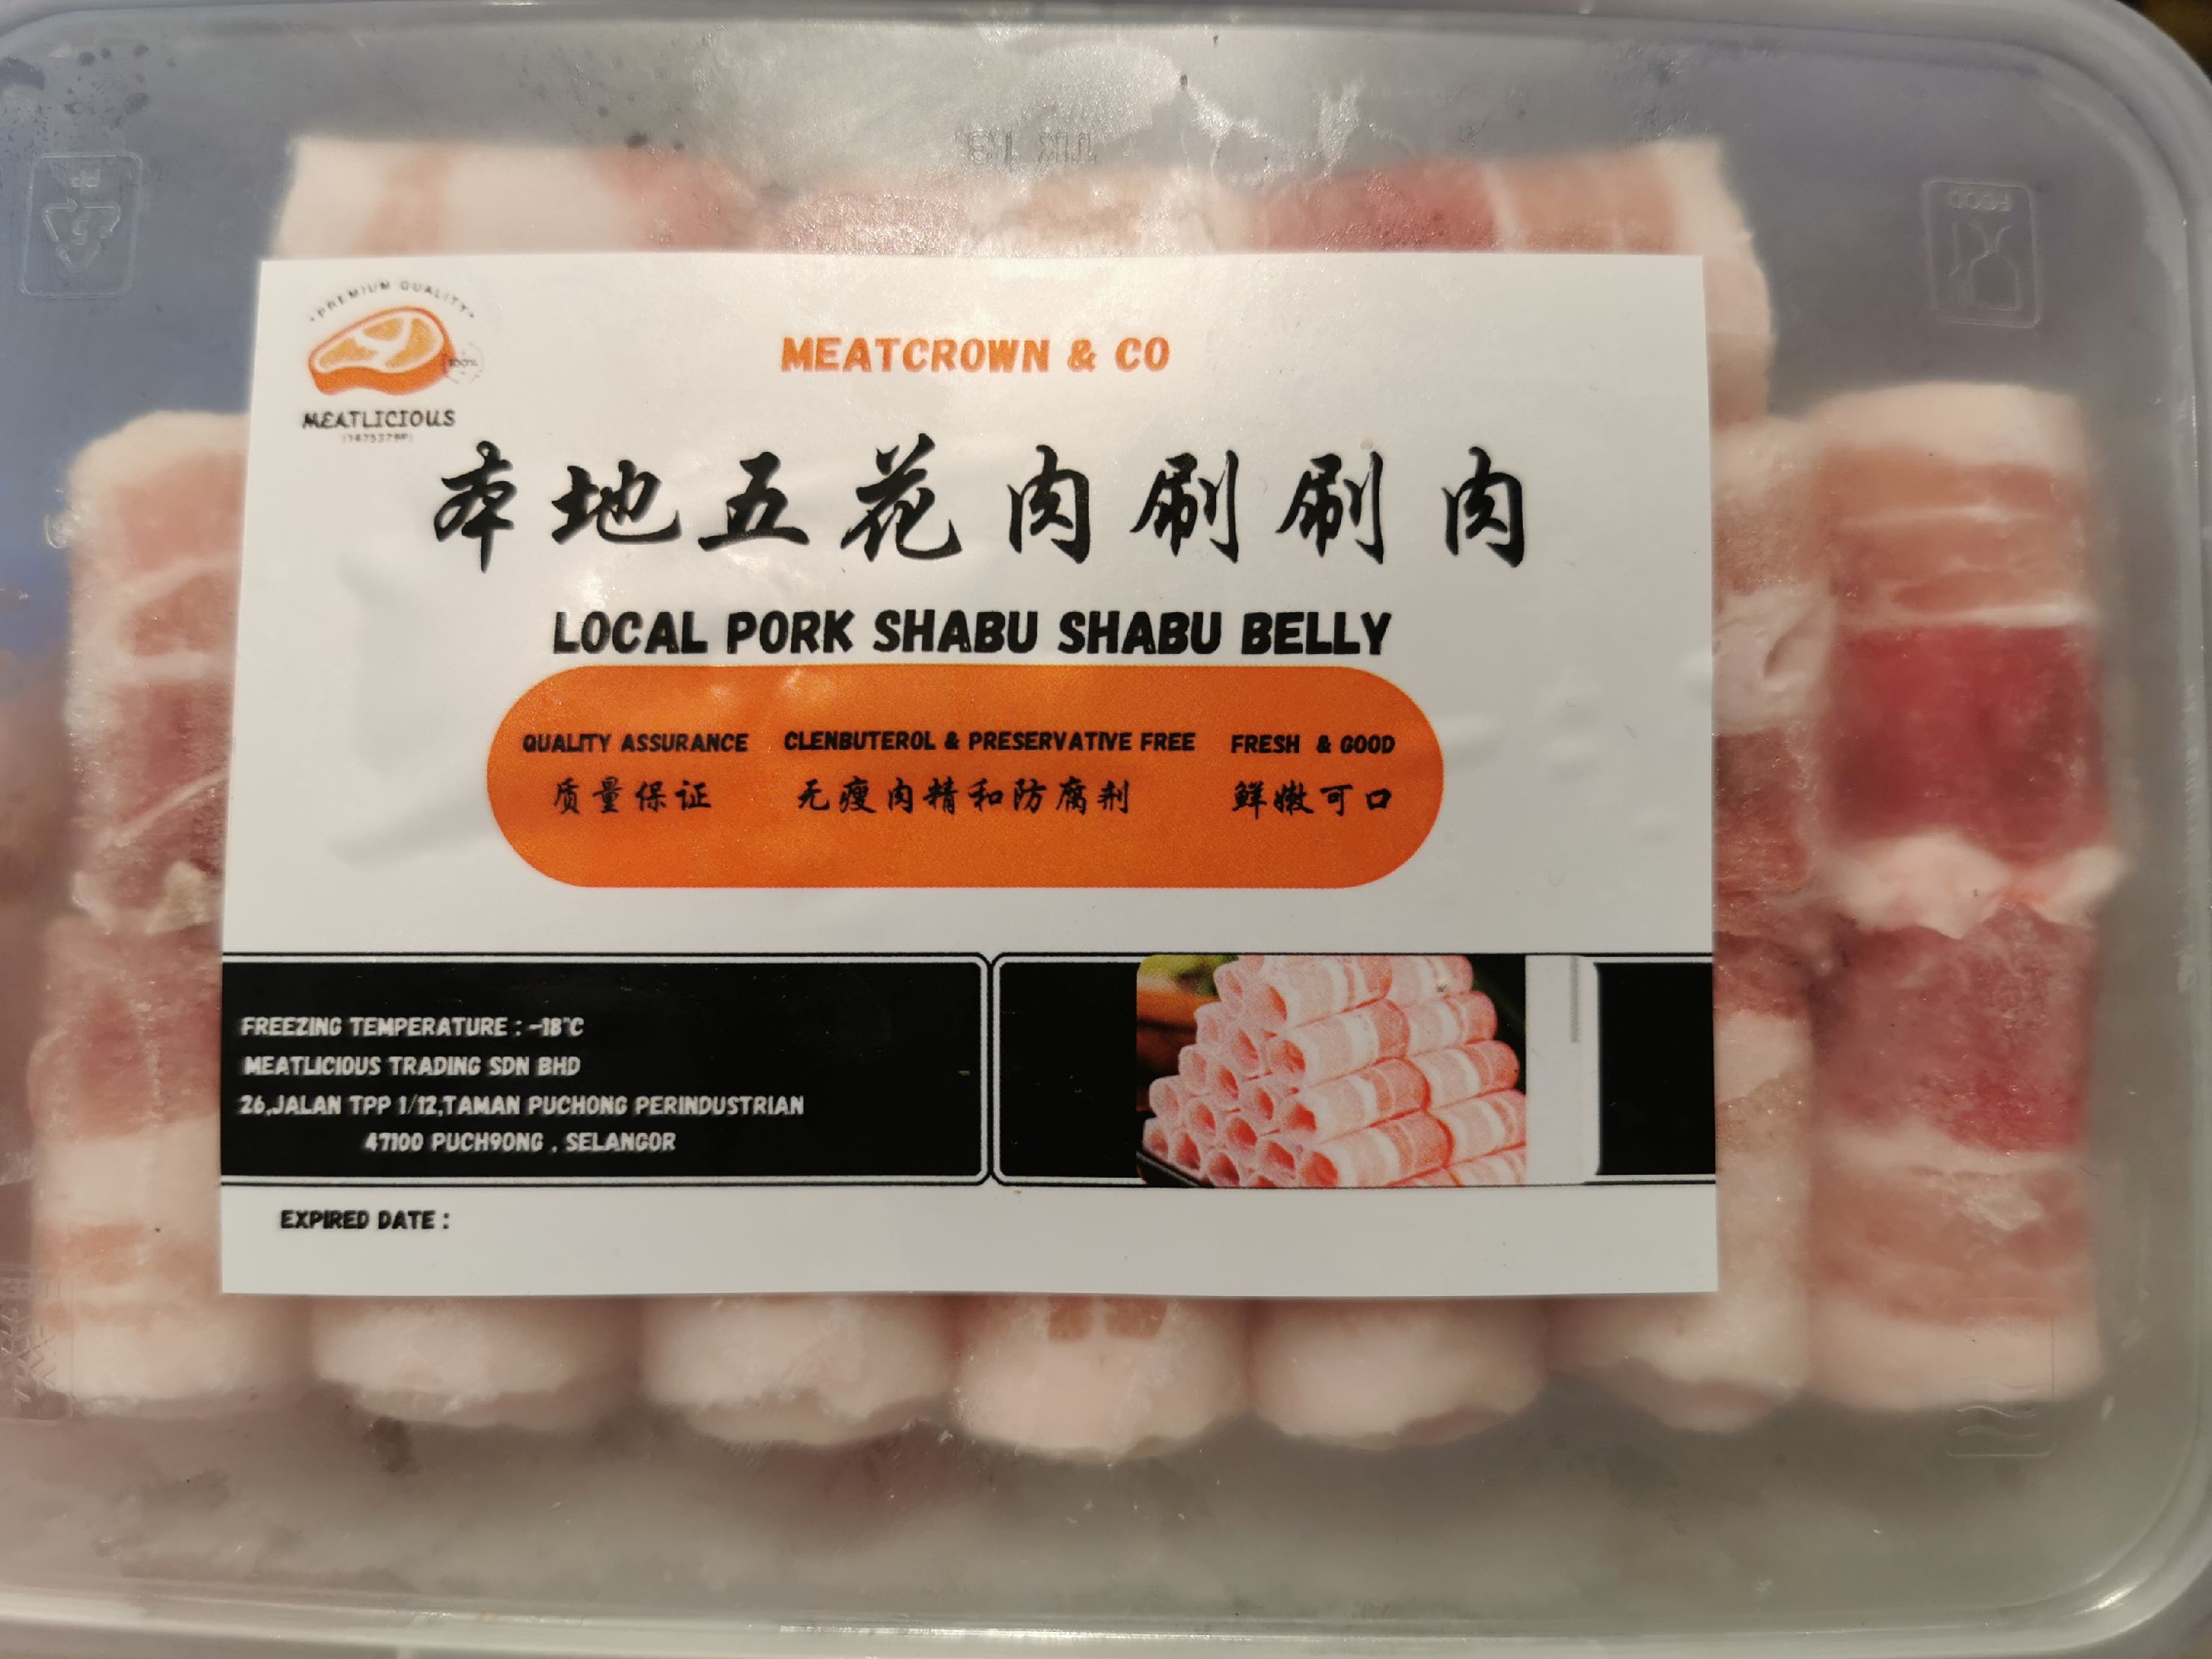 PREMIUM QUALITY
100%
MEATLICIOUS
MEATCROWN & CO
本地五花肉刷刷肉
LOCAL PORK SHABU SHABU BELLY
QUALITY ASSURANCE CLENBUTEROL & PRESERVATIVE FREE FRESH & GOOD
质量保证 无瘦肉精和防腐剂 鲜嫩可口
FREEZING TEMPERATURE : -18°C
MEATLICIOUS TRADING SDN BHD
26,JALAN TPP 1/12,TAMAN PUCHONG PERINDUSTRIAN
47100 PUCH9ONG , SELANGOR
EXPIRED DATE :
PP
5
FOOD